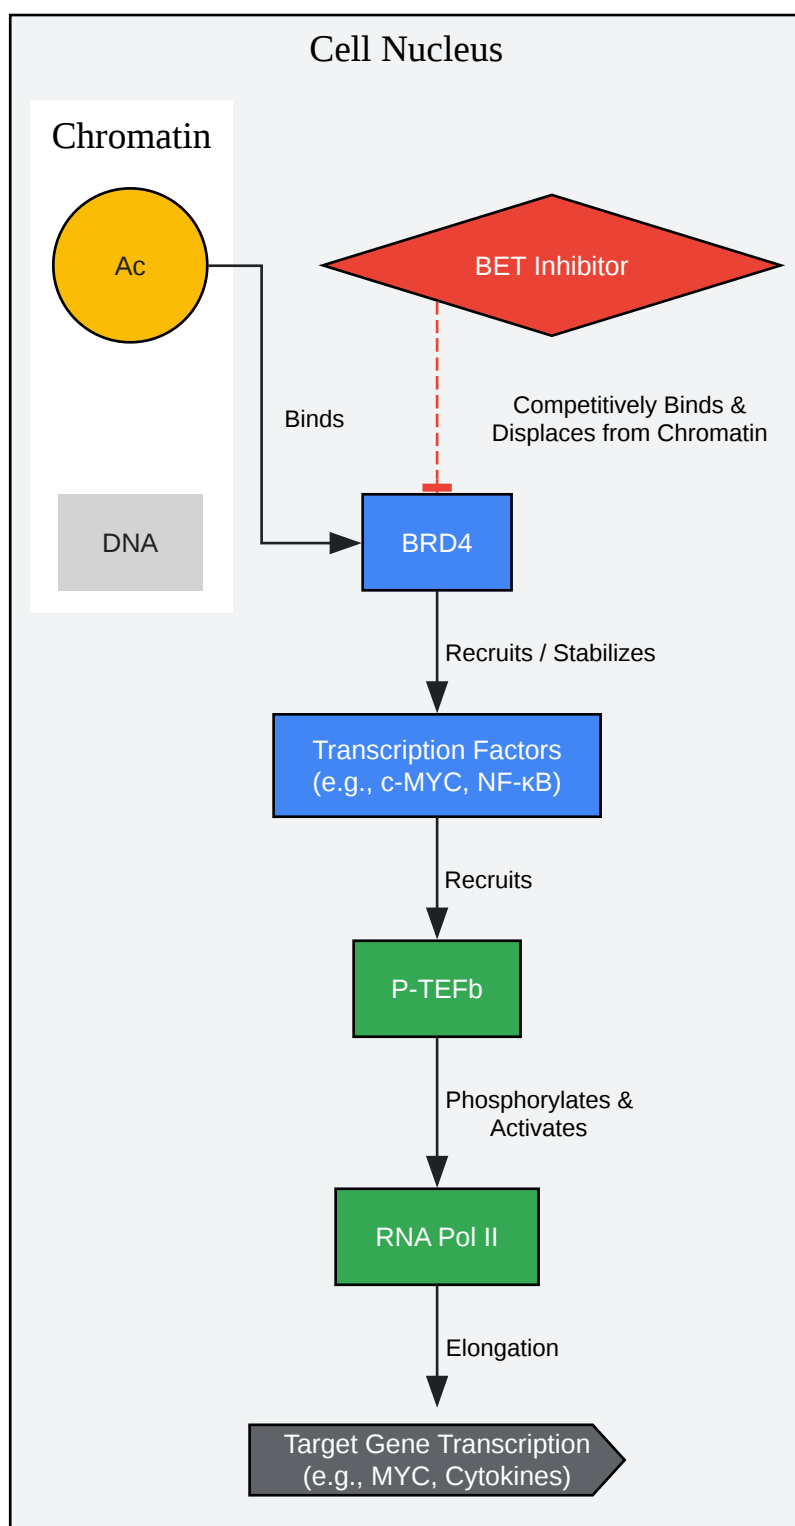 Cell Nucleus
Chromatin
Ac
BET Inhibitor
Binds
Competitively Binds &
Displaces from Chromatin
DNA
BRD4
Recruits / Stabilizes
Transcription Factors
(e.g., c-MYC, NF-κB)
Recruits
P-TEFb
Phosphorylates &
Activates
RNA Pol II
Elongation
Target Gene Transcription
(e.g., MYC, Cytokines)